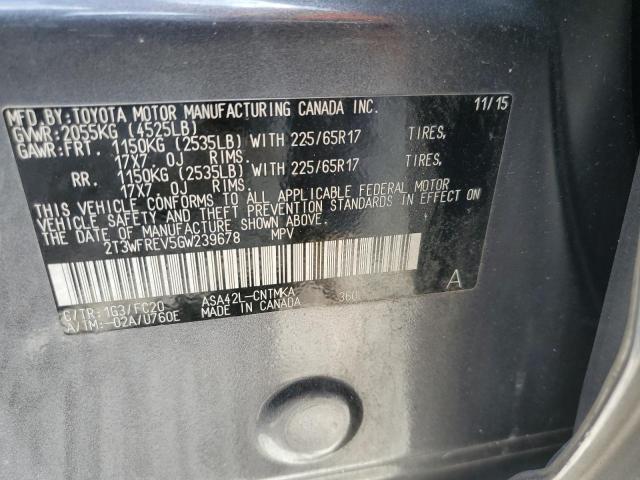 MFD.BY:TOYOTA MOTOR MANUFACTURING CANADA INC. 11/15
GVWR:2055KG (4525LB)
GAWR:FRT. 1150KG (2535LB) WITH 225/65R17 TIRES,
17X7 0J RIMS.
RR. 1150KG (2535LB) WITH 225/65R17 TIRES,
17X7 0J RIMS.
THIS VEHICLE CONFORMS TO ALL APPLICABLE FEDERAL MOTOR
VEHICLE SAFETY AND THEFT PREVENTION STANDARDS IN
EFFECT ON THE DATE OF MANUFACTURE SHOWN ABOVE.
2T3WFREV5GW239678 MPV
C/TR:1G3/FC20 ASA42L-CNTMKA 360L A
A/TM:-02A/U760E MADE IN CANADA